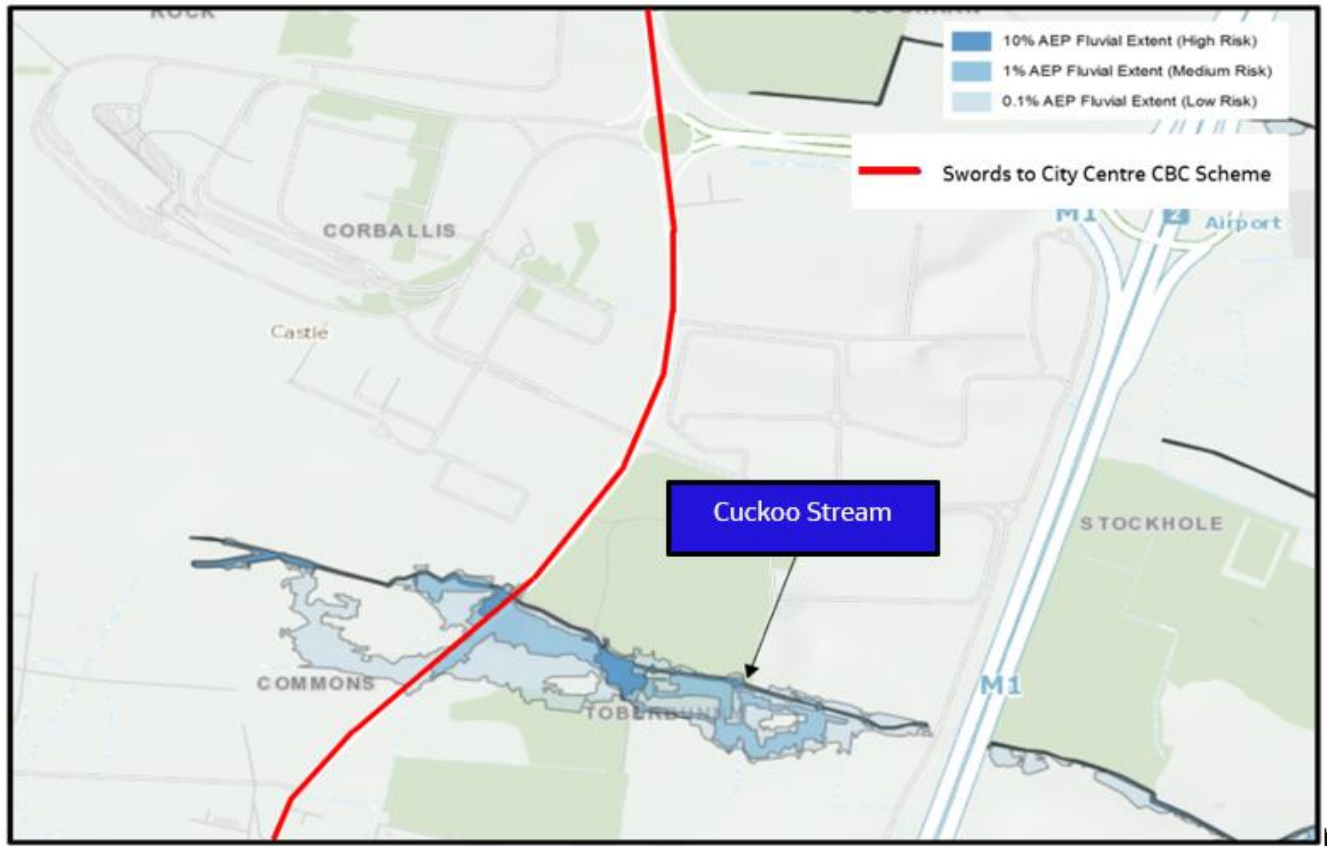 10% AEP Fluvial Extent (High Risk)
1% AEP Fluvial Extent (Medium Risk)
0.1% AEP Fluvial Extent (Low Risk)
Swords to City Centre CBC Scheme
M1
2
Airport
CORBALLIS
Castle
Cuckoo Stream
STOCKHOLE
COMMONS
M1